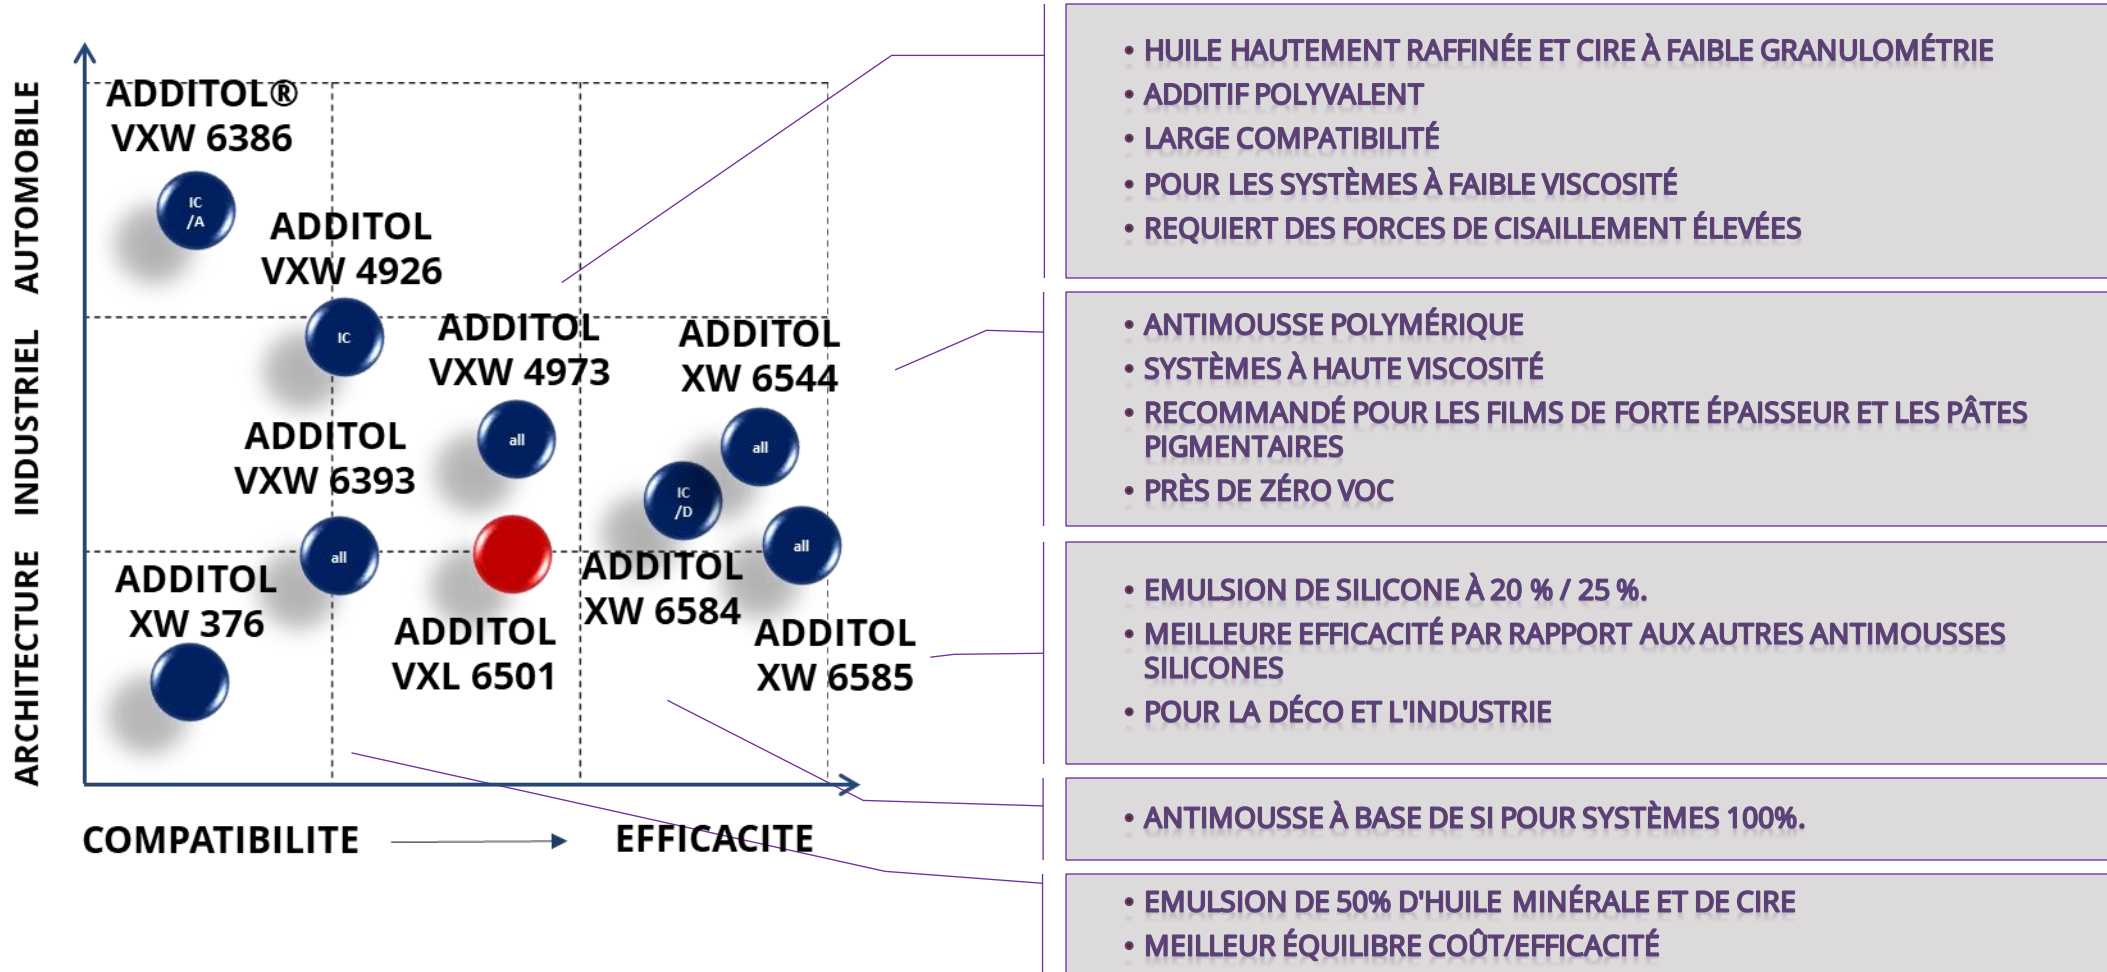 AUTOMOBILE
INDUSTRIEL
ARCHITECTURE
ADDITOL®
VXW 6386
IC
/A
ADDITOL
VXW 4926
IC
ADDITOL
VXW 4973
all
ADDITOL
XW 6544
all
ADDITOL
VXW 6393
all
IC
/D
ADDITOL
XW 6584
all
ADDITOL
XW 6585
ADDITOL
XW 376
ADDITOL
VXL 6501
COMPATIBILITE
EFFICACITE
• HUILE HAUTEMENT RAFFINÉE ET CIRE À FAIBLE GRANULOMÉTRIE
• ADDITIF POLYVALENT
• LARGE COMPATIBILITÉ
• POUR LES SYSTÈMES À FAIBLE VISCOSITÉ
• REQUIERT DES FORCES DE CISAILLEMENT ÉLEVÉES
• ANTIMOUSSE POLYMÉRIQUE
• SYSTÈMES À HAUTE VISCOSITÉ
• RECOMMANDÉ POUR LES FILMS DE FORTE ÉPAISSEUR ET LES PÂTES
PIGMENTAIRES
• PRÈS DE ZÉRO VOC
• EMULSION DE SILICONE À 20 % / 25 %.
• MEILLEURE EFFICACITÉ PAR RAPPORT AUX AUTRES ANTIMOUSSES
SILICONES
• POUR LA DÉCO ET L'INDUSTRIE
• ANTIMOUSSE À BASE DE SI POUR SYSTÈMES 100%.
• EMULSION DE 50% D'HUILE MINÉRALE ET DE CIRE
• MEILLEUR ÉQUILIBRE COÛT/EFFICACITÉ